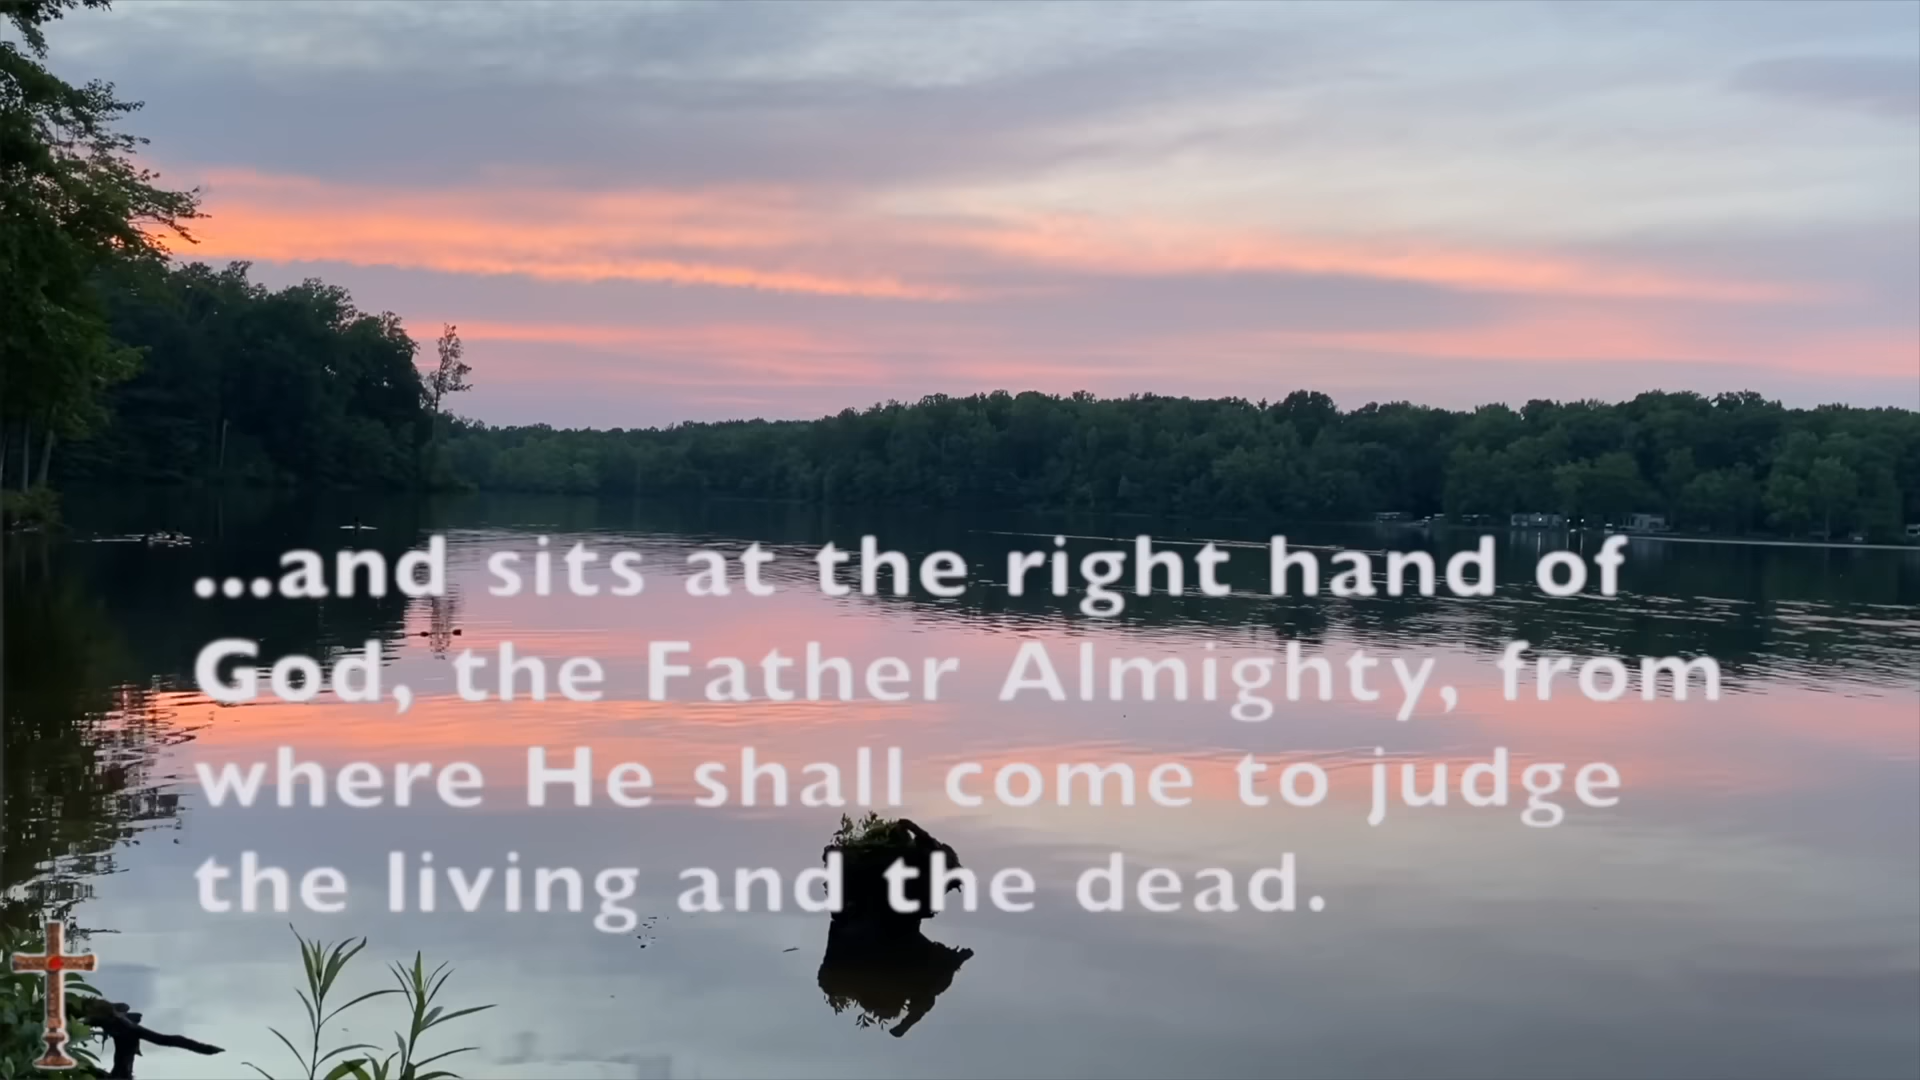 ...and sits at the right hand of
God, the Father Almighty, from
where He shall come to judge
the living and the dead.